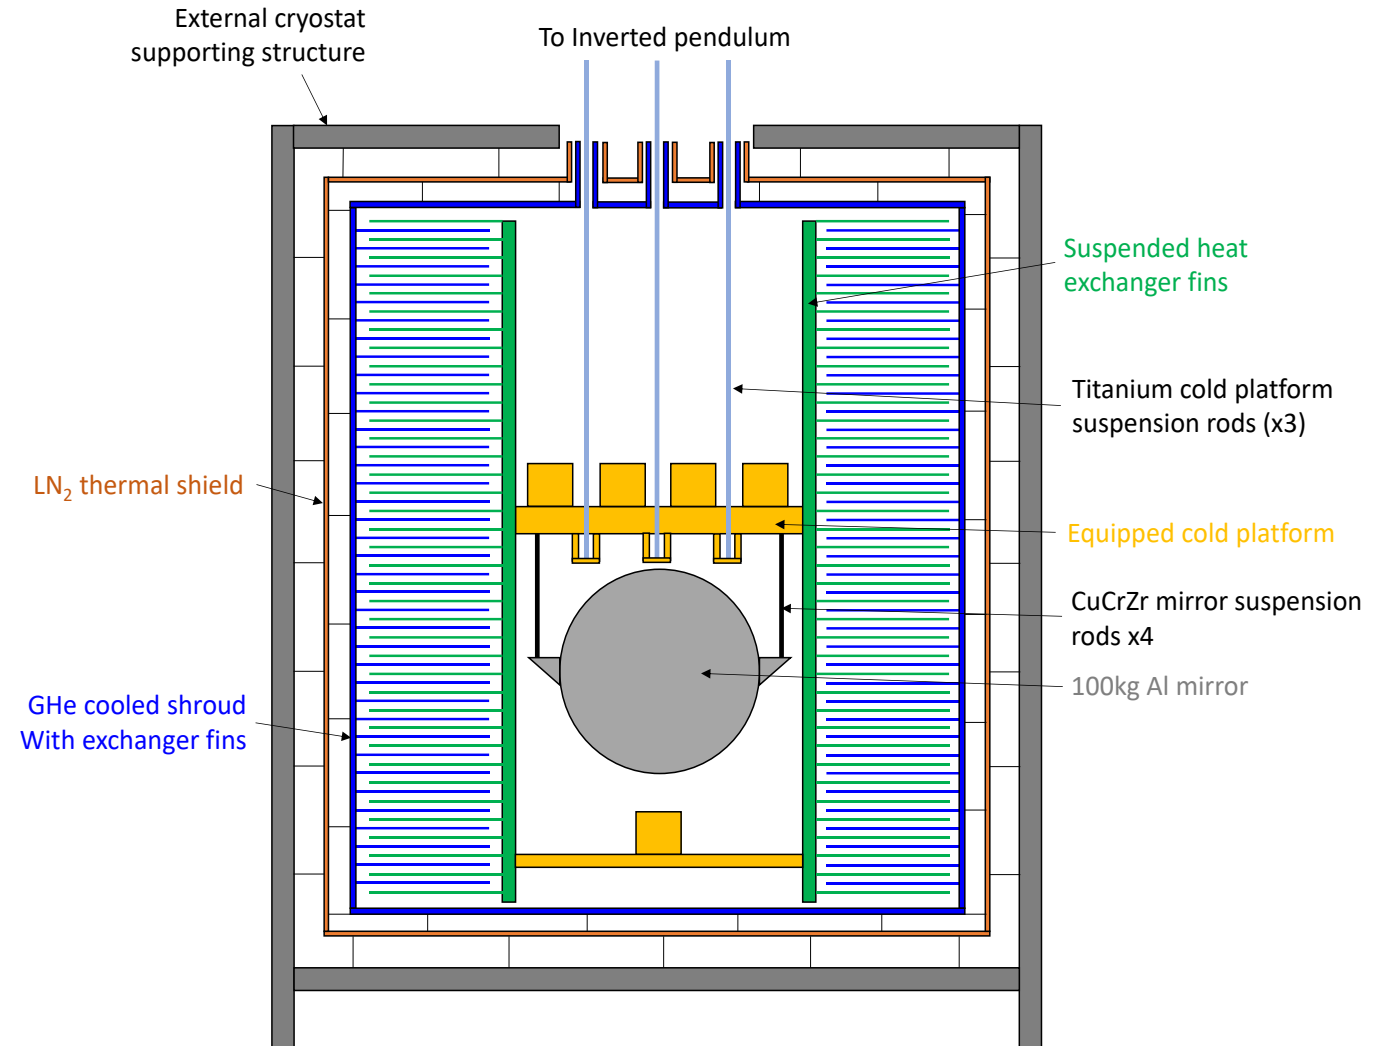 External cryostat
supporting structure
To Inverted pendulum
Suspended heat
exchanger fins
Titanium cold platform
suspension rods (x3)
LN₂ thermal shield
Equipped cold platform
CuCrZr mirror suspension
rods x4
100kg Al mirror
GHe cooled shroud
With exchanger fins